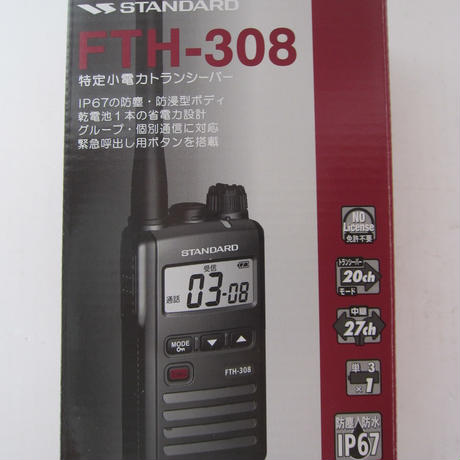 STANDARD
FTH-308
特定小電力トランシーバー
IP67の防塵・防浸型ボディ
乾電池1本の省電力設計
グループ・個別通信に対応
緊急呼出し用ボタンを搭載
NO
License
免許不要
トランシーバー
20ch
モード
中継
27ch
単3
×1
防塵/防水
IP67
STANDARD
受信
通話
03-08
MODE
FTH-308